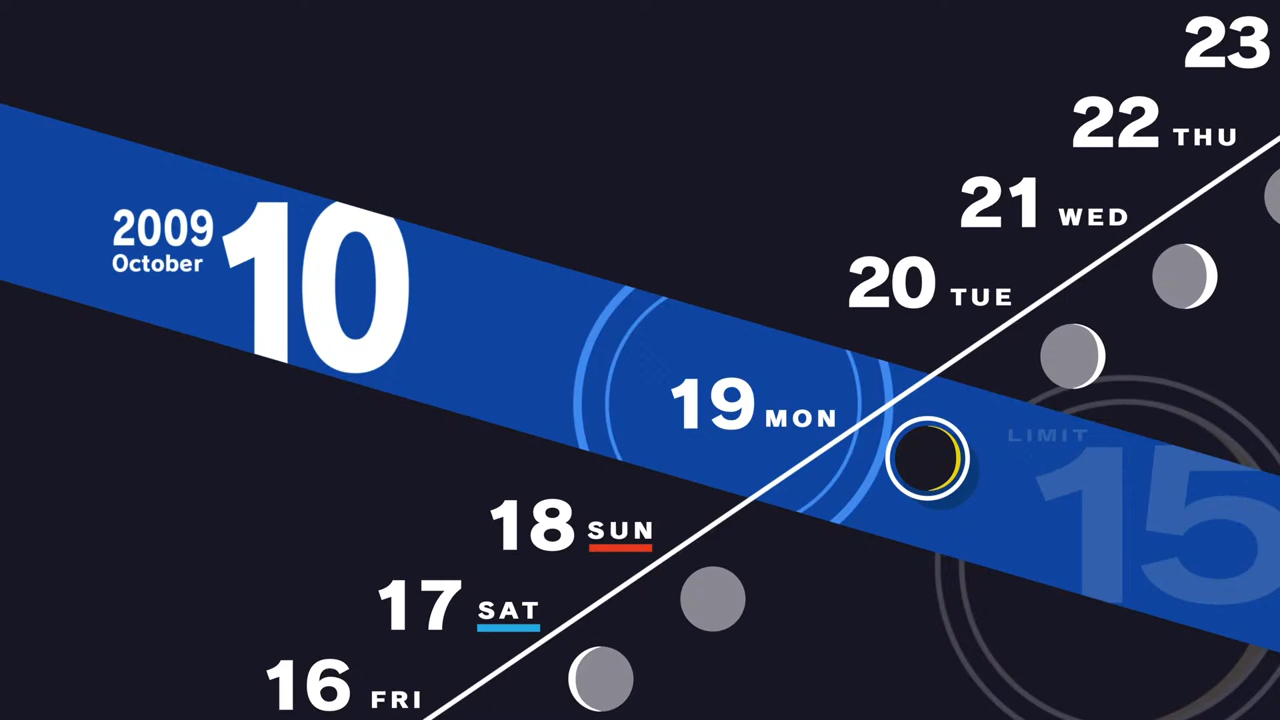 23
22 THU
21 WED
2009
October
10
20 TUE
19 MON
LIMIT
15
18 SUN
17 SAT
16 FRI